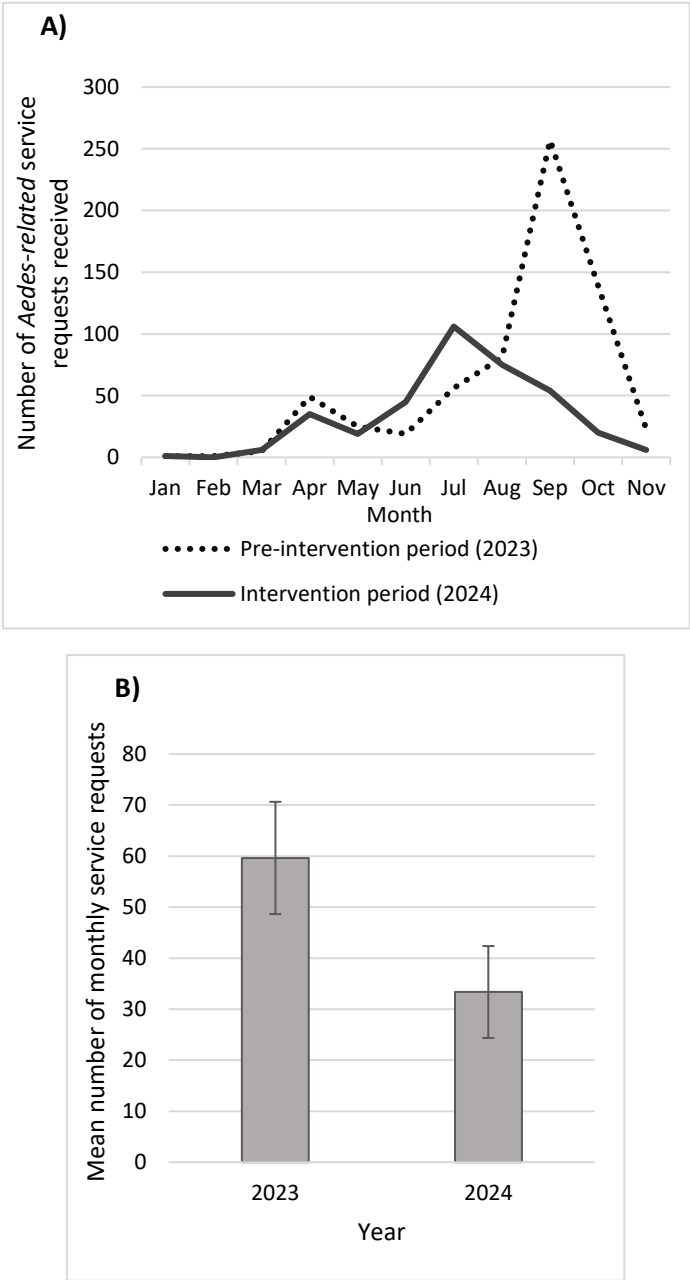 A)
Number of Aedes-related service
requests received
300
250
200
150
100
50
0
Jan Feb Mar Apr May Jun Jul Aug Sep Oct Nov
Month
Pre-intervention period (2023)
Intervention period (2024)
B)
Mean number of monthly service requests
80
70
60
50
40
30
20
10
0
2023 2024
Year